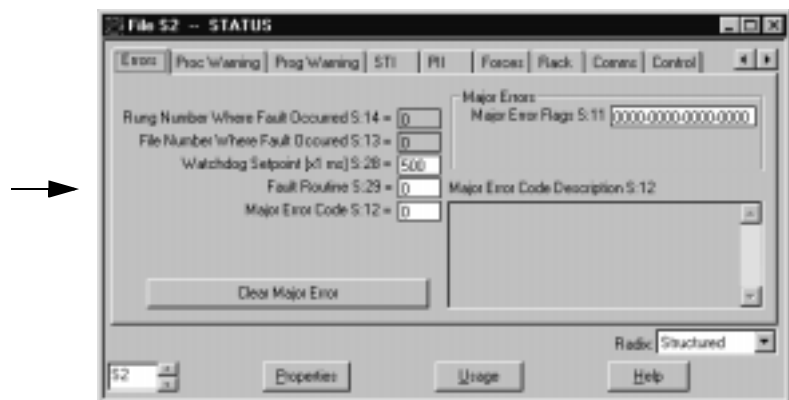 File S2 -- STATUS
Errors Proc Warning Prog Warning STI PII Forces Rack Comms Control
Major Errors
Rung Number Where Fault Occurred S:14 = 0
Major Error Flags S:11 0000-0000-0000-0000
File Number Where Fault Occured S:13 = 0
Watchdog Setpoint (x1 ms) S:28 = 500
Fault Routine S:29 = 0
Major Error Code Description S:12
Major Error Code S:12 = 0
Clear Major Error
Radix: Structured
S2
Properties
Usage
Help